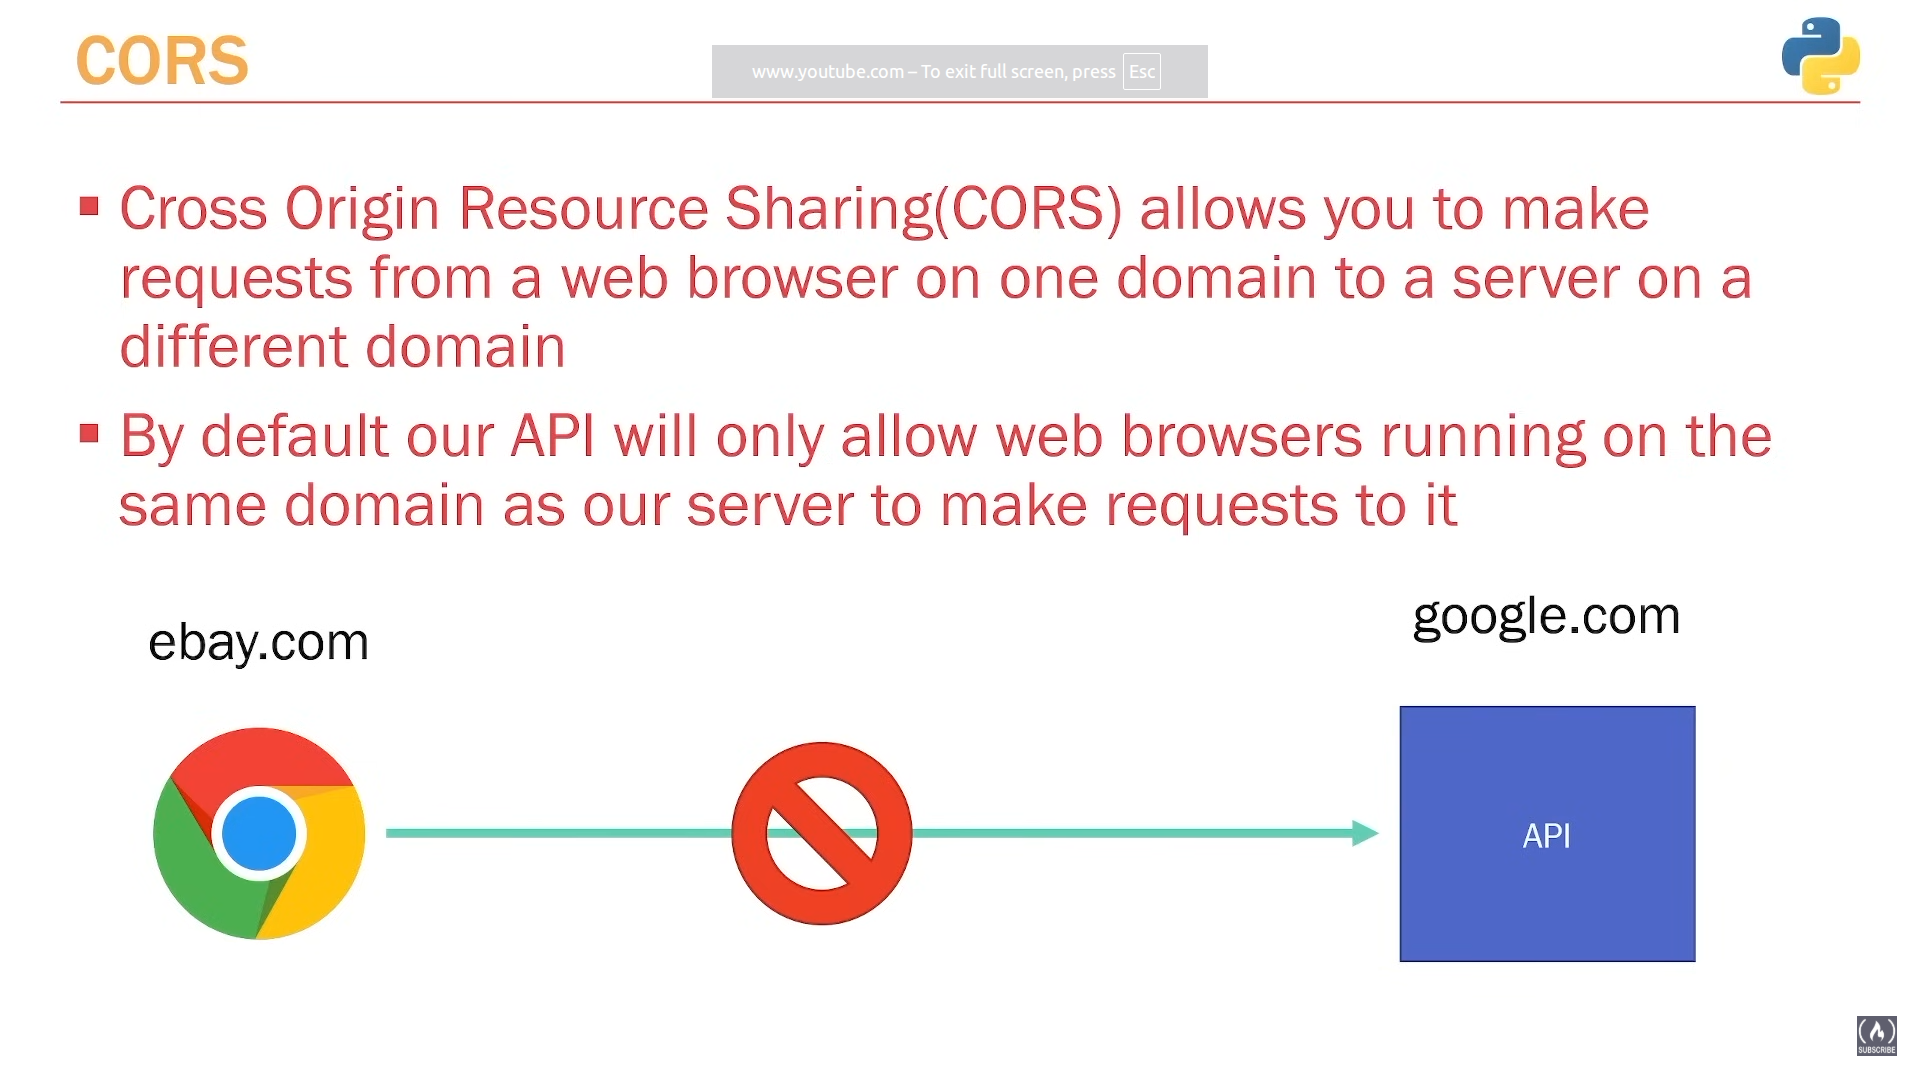 CORS
www.youtube.com – To exit full screen, press Esc
Cross Origin Resource Sharing(CORS) allows you to make
requests from a web browser on one domain to a server on a
different domain
By default our API will only allow web browsers running on the
same domain as our server to make requests to it
ebay.com
google.com
API
SUBSCRIBE